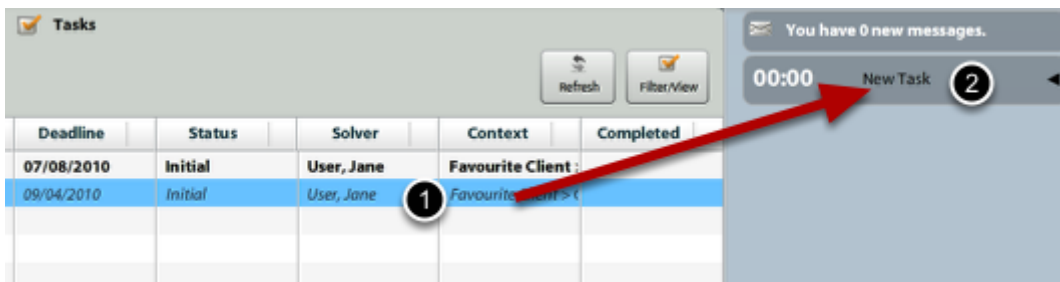 Tasks
You have 0 new messages.
Refresh
Filter/View
00:00 New Task 2
Deadline Status Solver Context Completed
07/08/2010 Initial User, Jane Favourite Client :
09/04/2010 Initial User, Jane 1 Favourite Client >